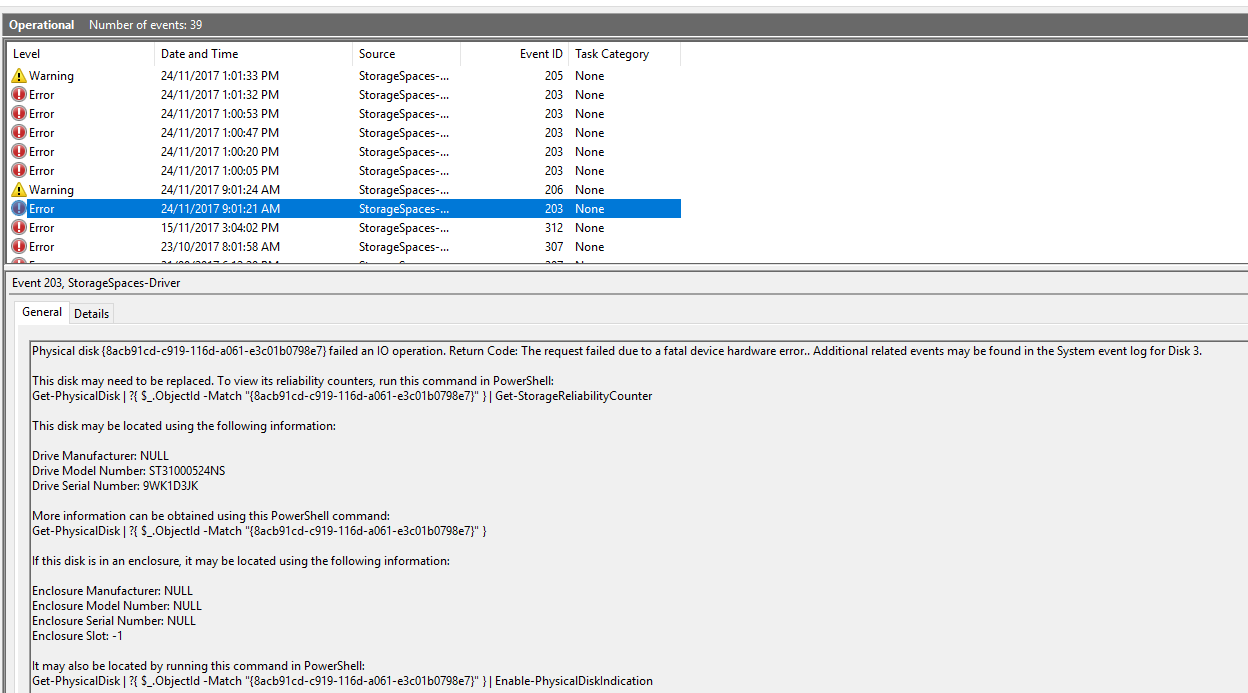 Operational Number of events: 39
Level Date and Time Source Event ID Task Category
Warning 24/11/2017 1:01:33 PM StorageSpaces-... 205 None
Error 24/11/2017 1:01:32 PM StorageSpaces-... 203 None
Error 24/11/2017 1:00:53 PM StorageSpaces-... 203 None
Error 24/11/2017 1:00:47 PM StorageSpaces-... 203 None
Error 24/11/2017 1:00:20 PM StorageSpaces-... 203 None
Error 24/11/2017 1:00:05 PM StorageSpaces-... 203 None
Warning 24/11/2017 9:01:24 AM StorageSpaces-... 206 None
Error 24/11/2017 9:01:21 AM StorageSpaces-... 203 None
Error 15/11/2017 3:04:02 PM StorageSpaces-... 312 None
Error 23/10/2017 8:01:58 AM StorageSpaces-... 307 None
Event 203, StorageSpaces-Driver
General Details
Physical disk {8acb91cd-c919-116d-a061-e3c01b0798e7} failed an IO operation. Return Code: The request failed due to a fatal device hardware error.. Additional related events may be found in the System event log for Disk 3.
This disk may need to be replaced. To view its reliability counters, run this command in PowerShell:
Get-PhysicalDisk | ?{ $_.ObjectId -Match "{8acb91cd-c919-116d-a061-e3c01b0798e7}" } | Get-StorageReliabilityCounter
This disk may be located using the following information:
Drive Manufacturer: NULL
Drive Model Number: ST31000524NS
Drive Serial Number: 9WK1D3JK
More information can be obtained using this PowerShell command:
Get-PhysicalDisk | ?{ $_.ObjectId -Match "{8acb91cd-c919-116d-a061-e3c01b0798e7}" }
If this disk is in an enclosure, it may be located using the following information:
Enclosure Manufacturer: NULL
Enclosure Model Number: NULL
Enclosure Serial Number: NULL
Enclosure Slot: -1
It may also be located by running this command in PowerShell:
Get-PhysicalDisk | ?{ $_.ObjectId -Match "{8acb91cd-c919-116d-a061-e3c01b0798e7}" } | Enable-PhysicalDiskIndication